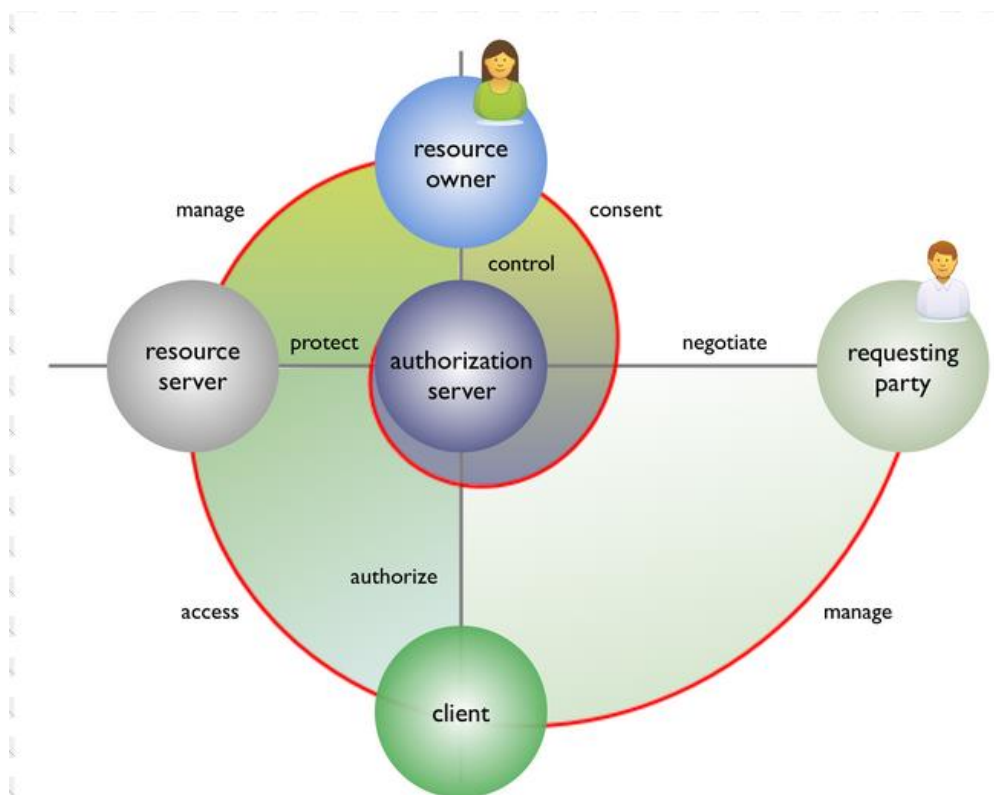 resource
owner
manage
consent
control
resource
server
protect
authorization
server
negotiate
requesting
party
authorize
access
manage
client